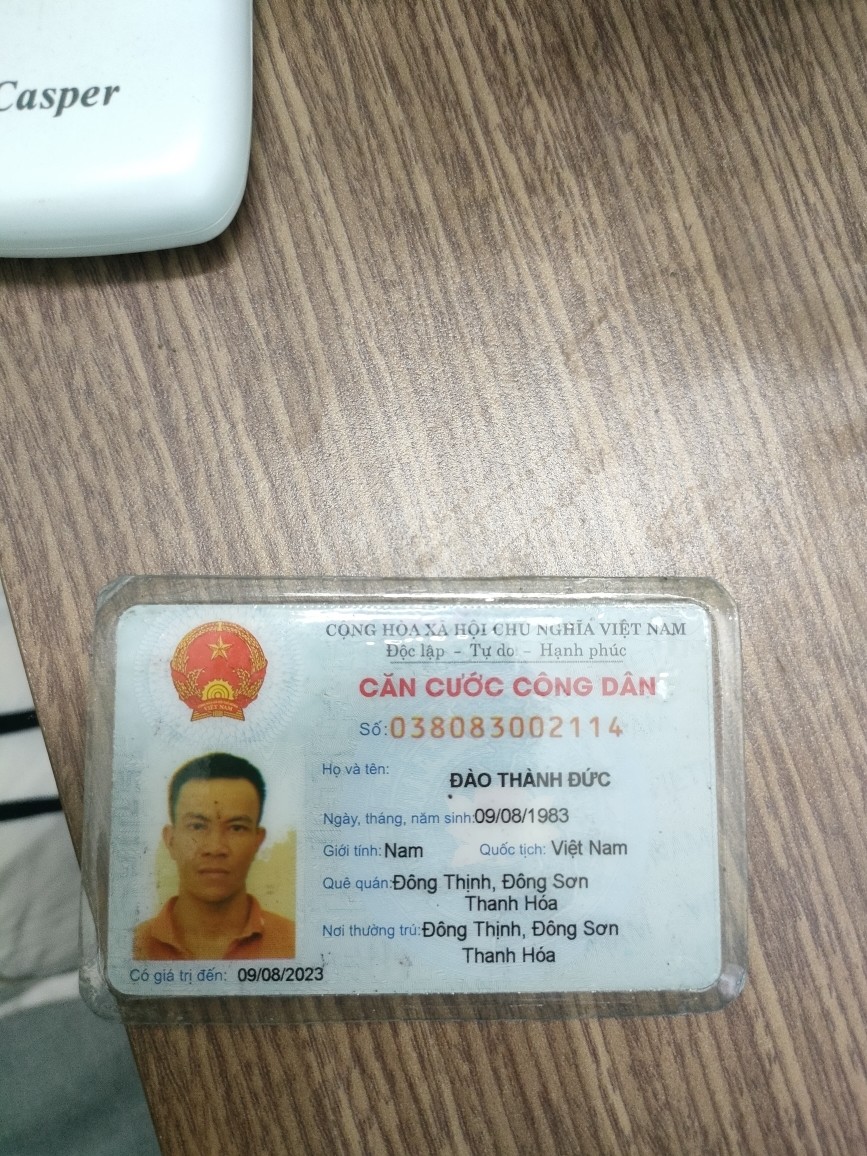 Casper
CỘNG HÒA XÃ HỘI CHỦ NGHĨA VIỆT NAM
Độc lập - Tự do - Hạnh phúc
CĂN CƯỚC CÔNG DÂN
Số: 038083002114
Họ và tên: ĐÀO THÀNH ĐỨC
Ngày, tháng, năm sinh: 09/08/1983
Giới tính: Nam Quốc tịch: Việt Nam
Quê quán: Đông Thịnh, Đông Sơn
Thanh Hóa
Nơi thường trú: Đông Thịnh, Đông Sơn
Thanh Hóa
Có giá trị đến: 09/08/2023
VIỆT NAM